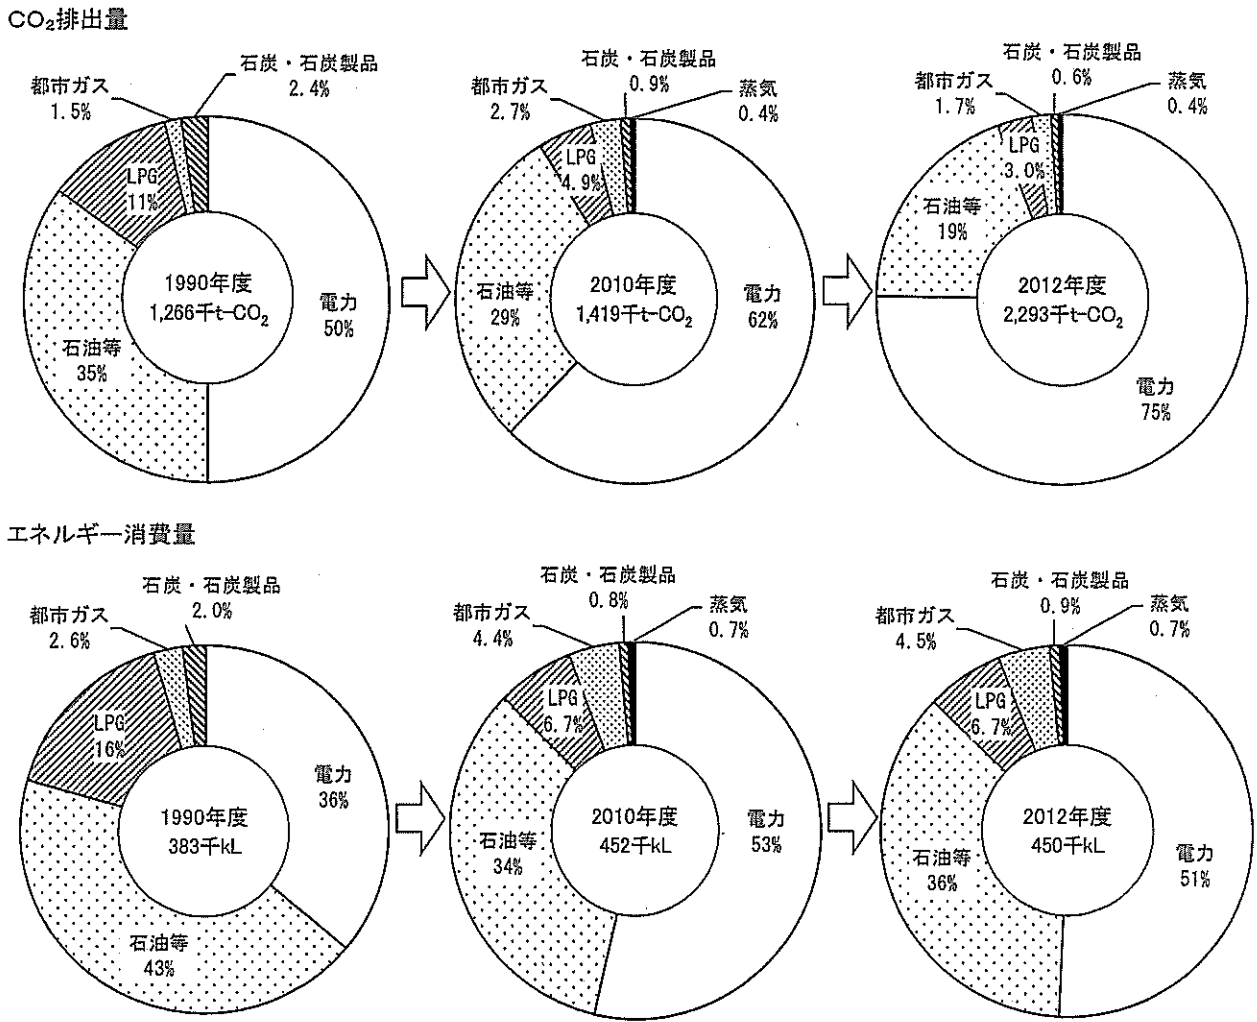 CO₂排出量
石炭・石炭製品
2.4%
都市ガス
1.5%
LPG
11%
石油等
35%
電力
50%
1990年度
1,266千t-CO₂
石炭・石炭製品
0.9%
都市ガス
2.7%
蒸気
0.4%
LPG
4.9%
石油等
29%
電力
62%
2010年度
1,419千t-CO₂
石炭・石炭製品
0.6%
都市ガス
1.7%
蒸気
0.4%
LPG
3.0%
石油等
19%
電力
75%
2012年度
2,293千t-CO₂
エネルギー消費量
石炭・石炭製品
2.0%
都市ガス
2.6%
LPG
16%
電力
36%
石油等
43%
1990年度
383千kL
石炭・石炭製品
0.8%
都市ガス
4.4%
蒸気
0.7%
LPG
6.7%
石油等
34%
電力
53%
2010年度
452千kL
石炭・石炭製品
0.9%
都市ガス
4.5%
蒸気
0.7%
LPG
6.7%
石油等
36%
電力
51%
2012年度
450千kL